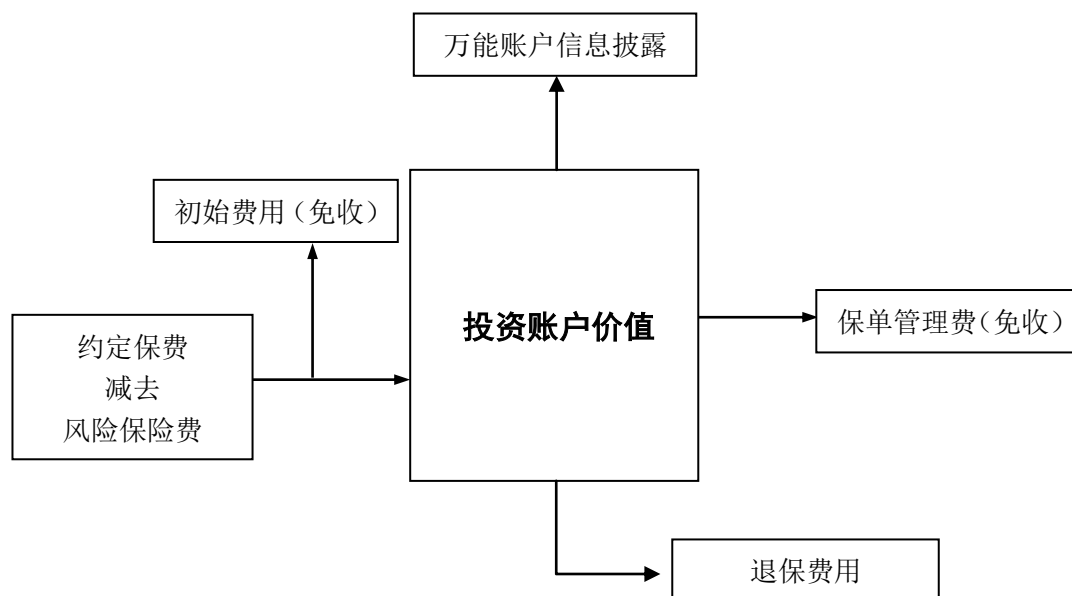 万能账户信息披露
初始费用（免收）
投资账户价值
保单管理费（免收）
约定保费
减去
风险保险费
退保费用